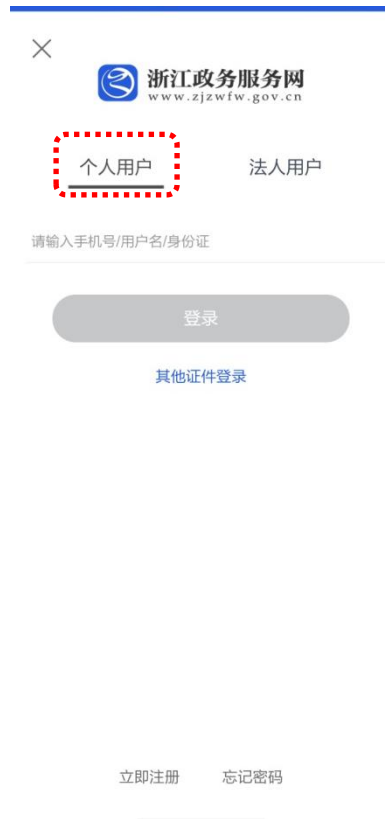 浙江政务服务网
www.zjzwfw.gov.cn
个人用户 法人用户
请输入手机号/用户名/身份证
登录
其他证件登录
立即注册 忘记密码